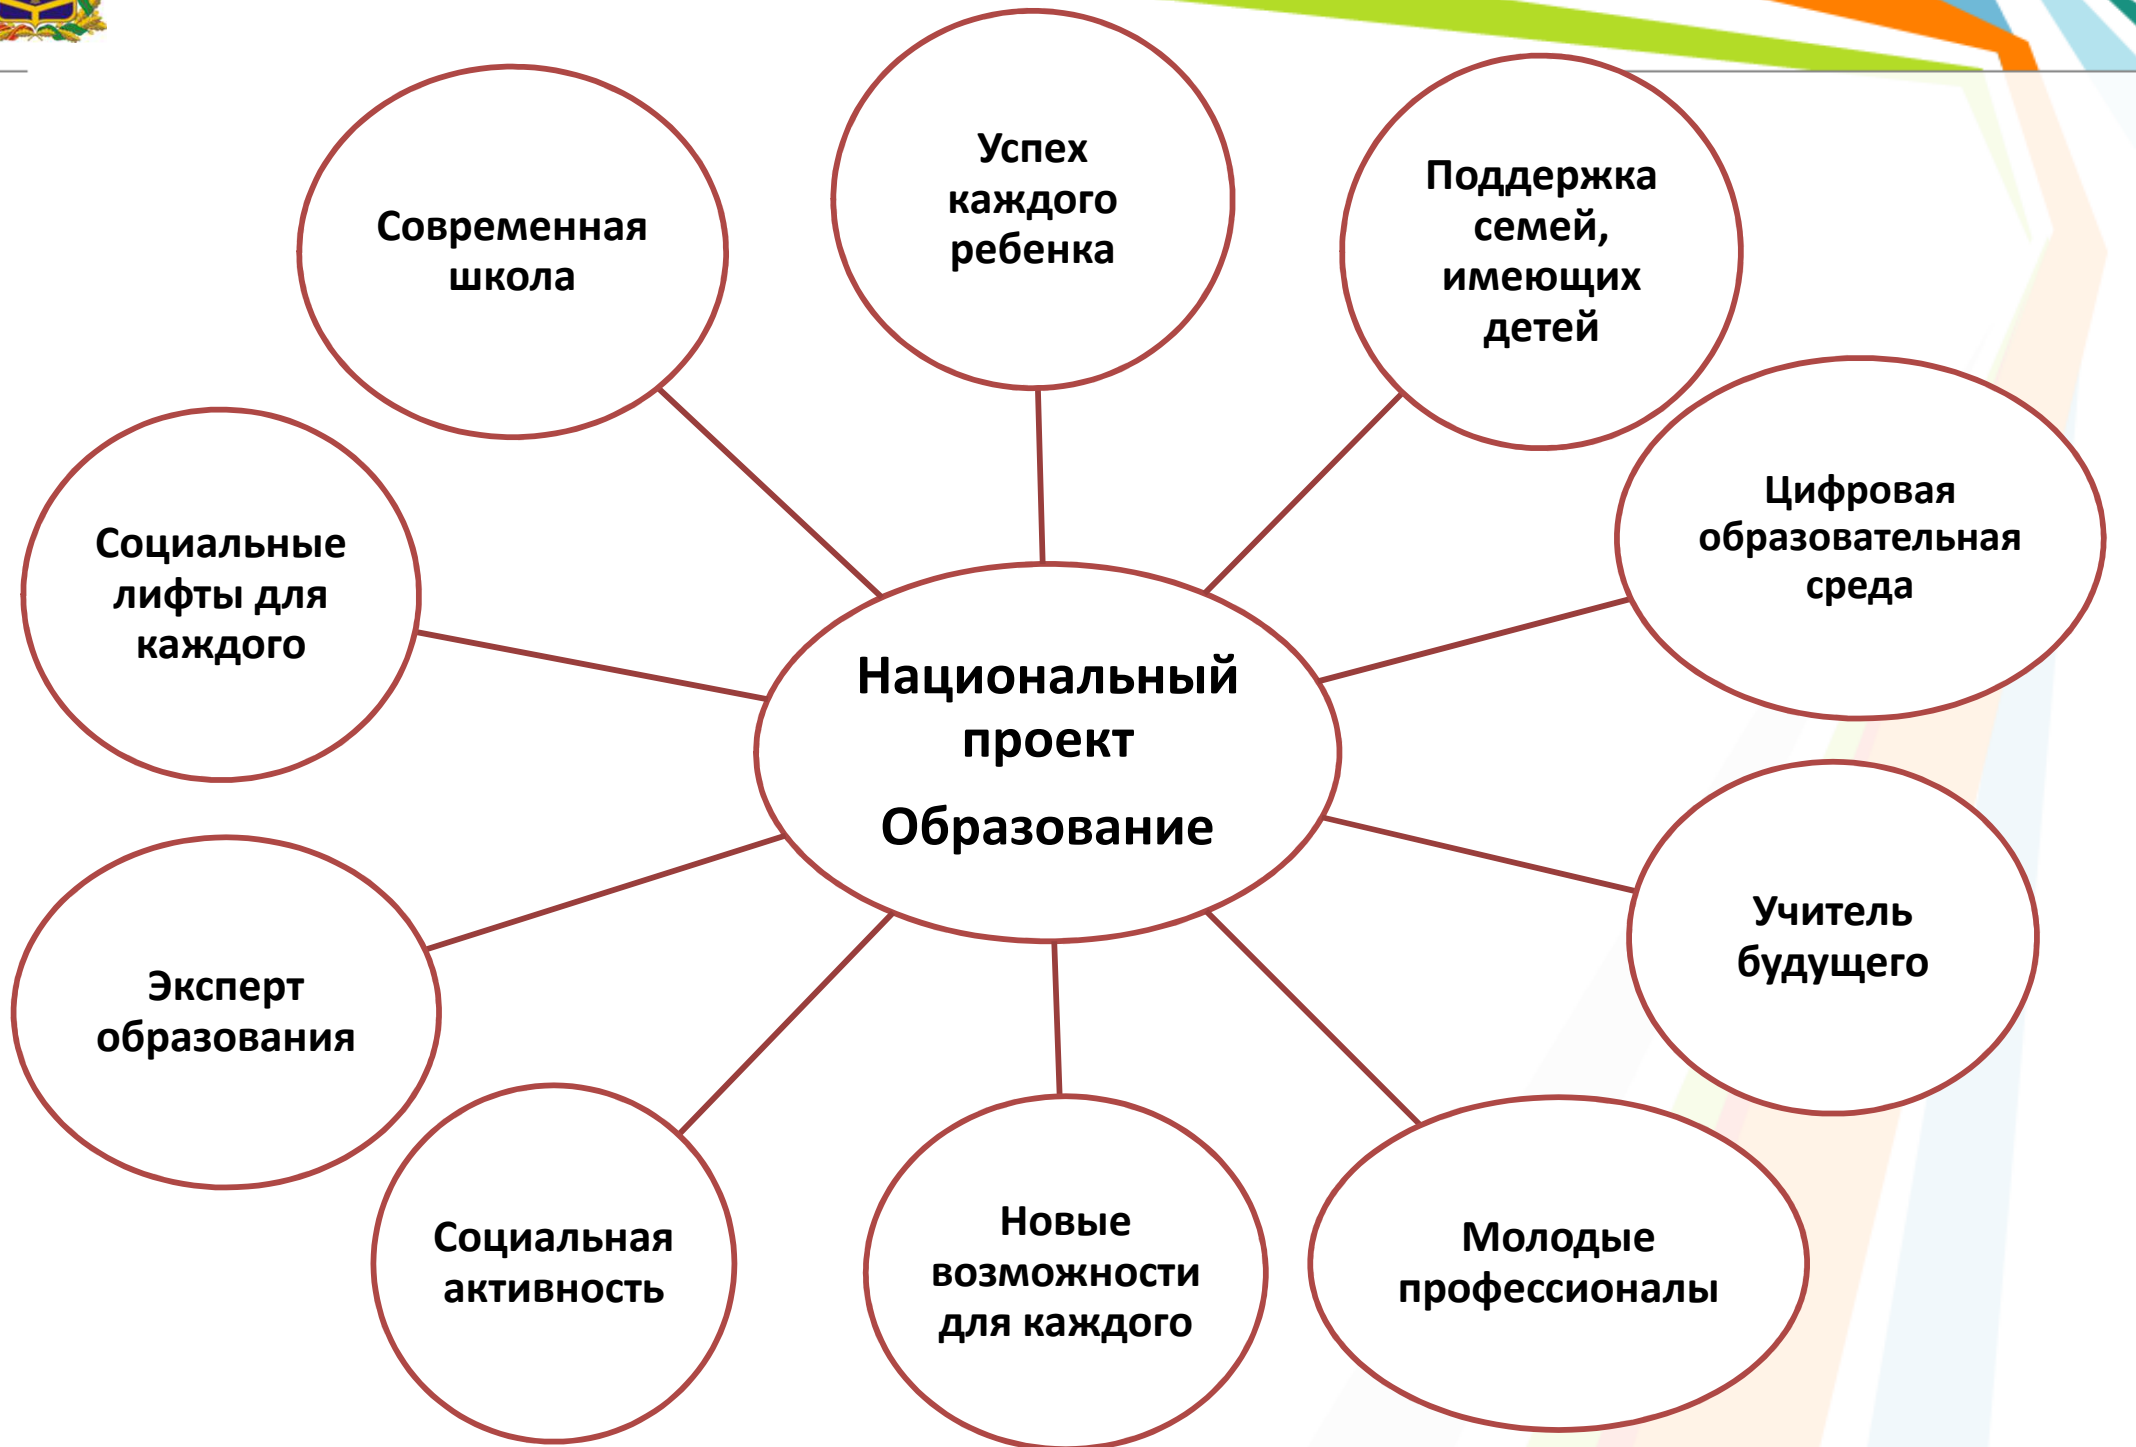 Успех
каждого
ребенка
Поддержка
семей,
имеющих
детей
Современная
школа
Цифровая
образовательная
среда
Социальные
лифты для
каждого
Национальный
проект
Образование
Учитель
будущего
Эксперт
образования
Социальная
активность
Новые
возможности
для каждого
Молодые
профессионалы